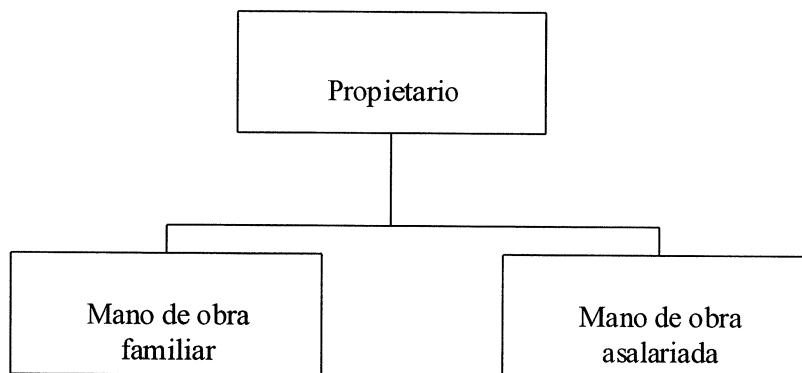 Propietario
Mano de obra
familiar
Mano de obra
asalariada